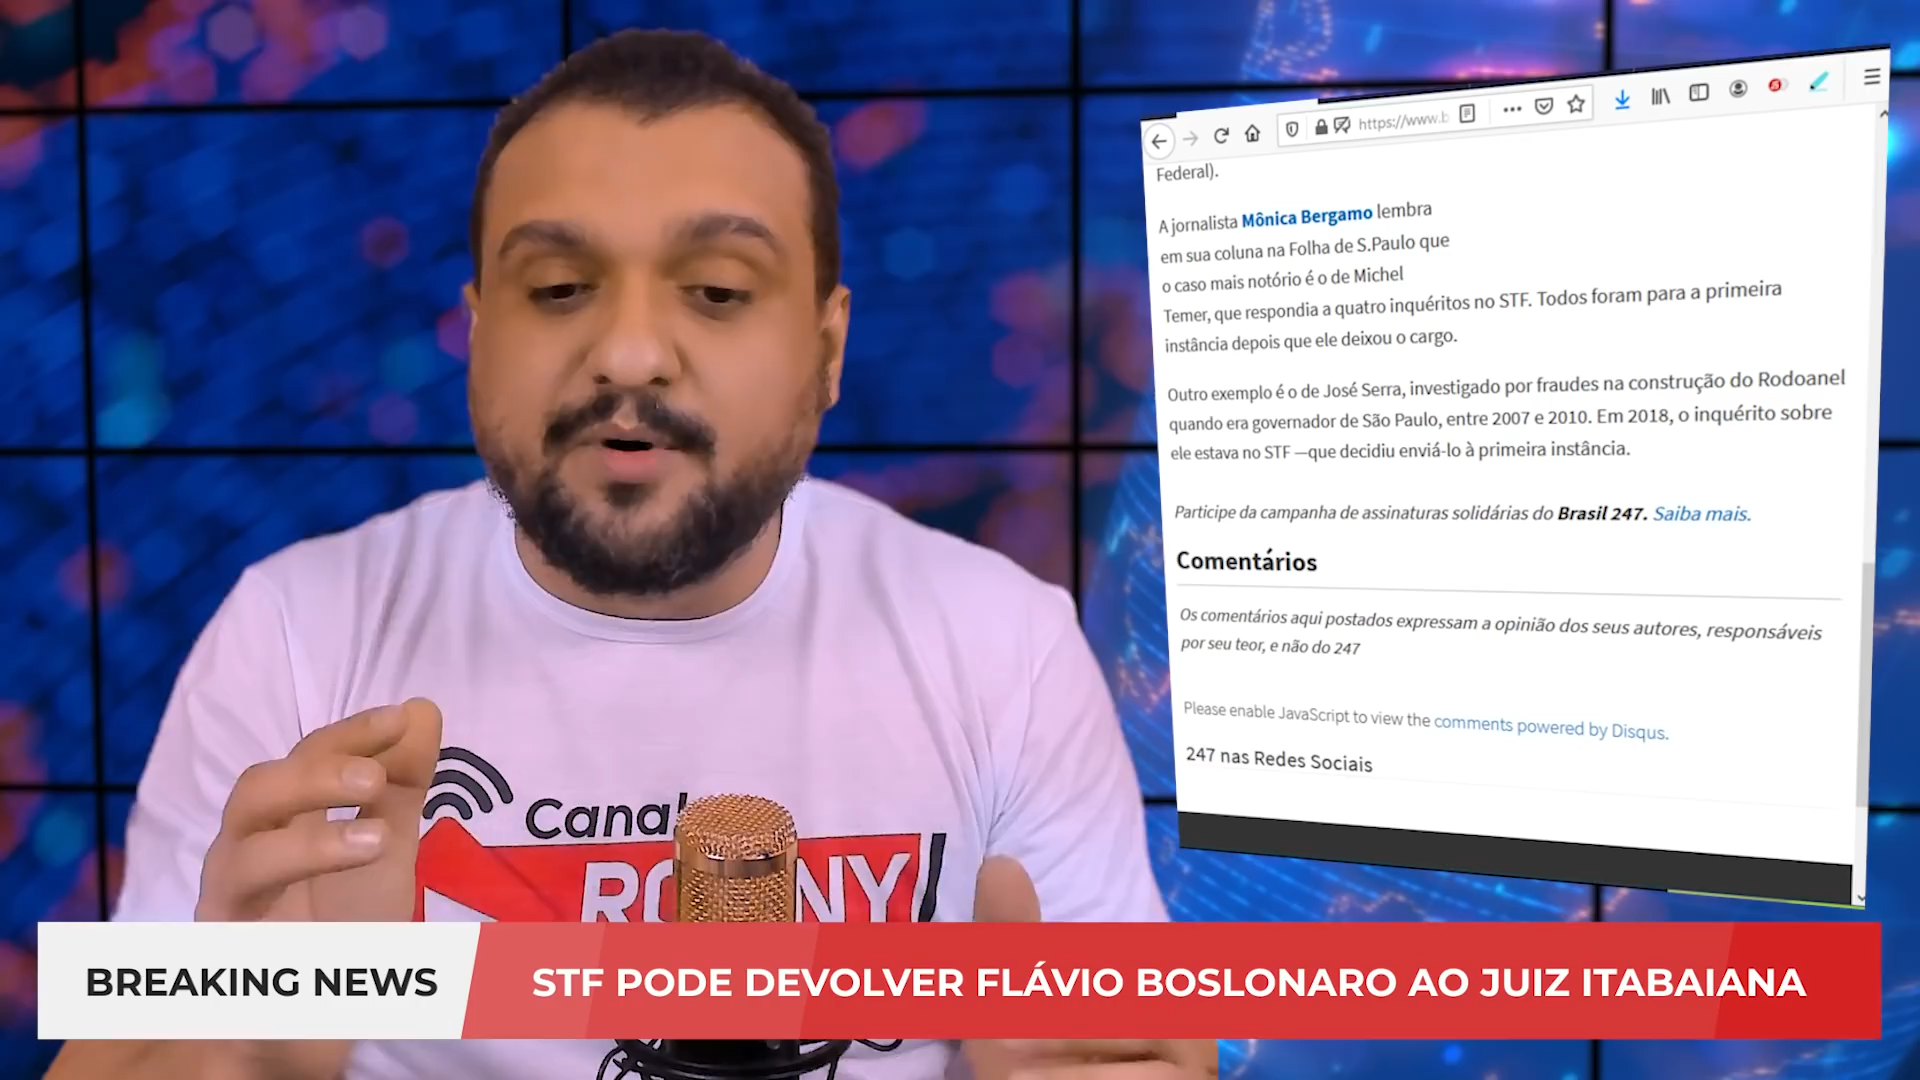 https://www.b
Federal).
A jornalista Mônica Bergamo lembra
em sua coluna na Folha de S.Paulo que
o caso mais notório é o de Michel
Temer, que respondia a quatro inquéritos no STF. Todos foram para a primeira
instância depois que ele deixou o cargo.
Outro exemplo é o de José Serra, investigado por fraudes na construção do Rodoanel
quando era governador de São Paulo, entre 2007 e 2010. Em 2018, o inquérito sobre
ele estava no STF —que decidiu enviá-lo à primeira instância.
Participe da campanha de assinaturas solidárias do Brasil 247. Saiba mais.
Comentários
Os comentários aqui postados expressam a opinião dos seus autores, responsáveis
por seu teor, e não do 247
Please enable JavaScript to view the comments powered by Disqus.
247 nas Redes Sociais
Canal
BREAKING NEWS
STF PODE DEVOLVER FLÁVIO BOSLONARO AO JUIZ ITABAIANA